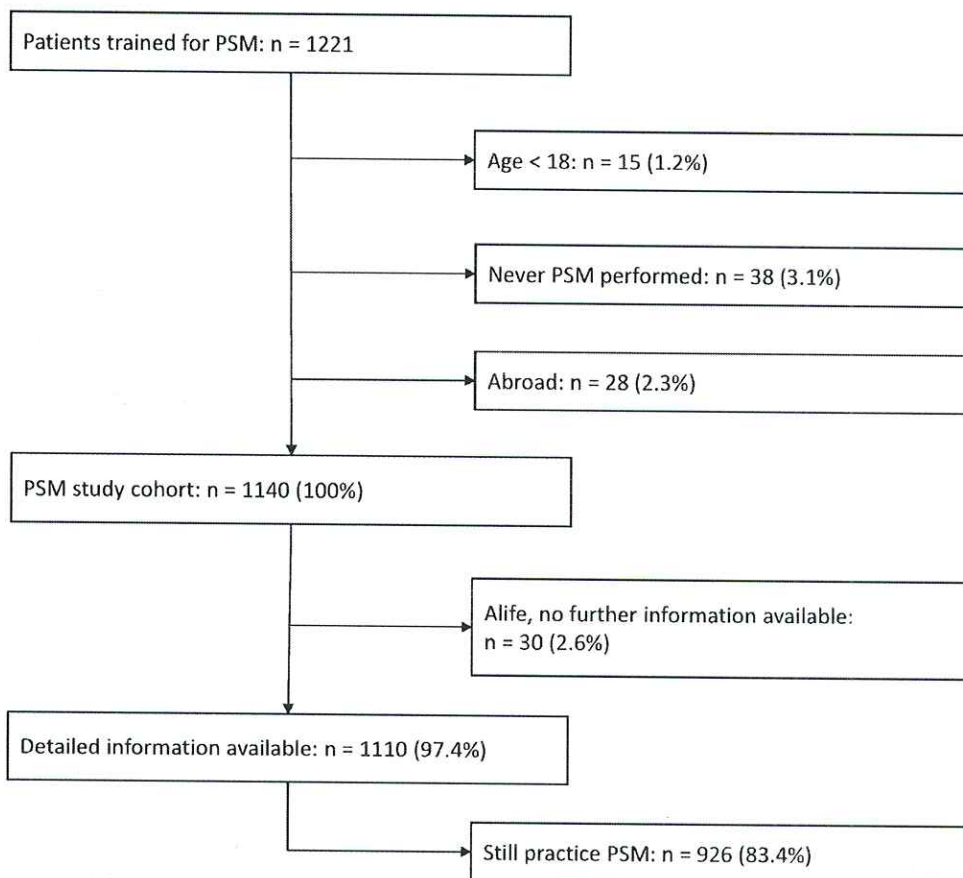 Patients trained for PSM: n = 1221
Age < 18: n = 15 (1.2%)
Never PSM performed: n = 38 (3.1%)
Abroad: n = 28 (2.3%)
PSM study cohort: n = 1140 (100%)
Alife, no further information available:
n = 30 (2.6%)
Detailed information available: n = 1110 (97.4%)
Still practice PSM: n = 926 (83.4%)